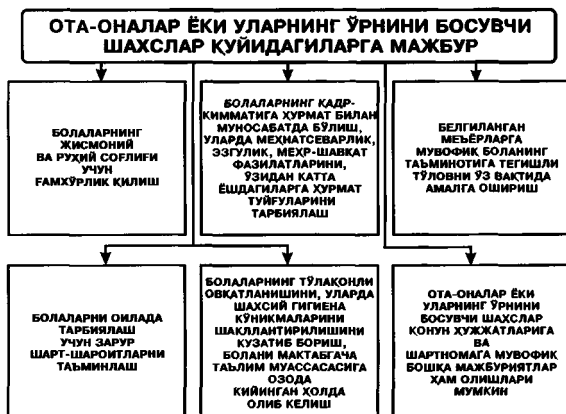 ОТА-ОНАЛАР ЁКИ УЛАРНИНГ ЎРНИНИ БОСУВЧИ
ШАХСЛАР ҚУЙИДАГИЛАРГА МАЖБУР
БОЛАЛАРНИНГ
ЖИСМОНИЙ
ВА РУҲИЙ СОҒЛИҒИ
УЧУН
ҒАМХЎРЛИК ҚИЛИШ
БОЛАЛАРНИНГ ҚАДР-
КИММАТИГА ҲУРМАТ БИЛАН
МУНОСАБАТДА БЎЛИШ,
УЛАРДА МЕҲНАТСЕВАРЛИК,
ЭЗГУЛИК, МЕҲР-ШАВҚАТ
ФАЗИЛАТЛАРИНИ,
ЎЗИДАН КАТТА
ЁШДАГИЛАРГА ҲУРМАТ
ТУЙҒУЛАРИНИ
ТАРБИЯЛАШ
БЕЛГИЛАНГАН
МЕЪЁРЛАРГА
МУВОФИҚ БОЛАНИНГ
ТАЪМИНОТИГА ТЕГИШЛИ
ТЎЛОВНИ ЎЗ ВАҚТИДА
АМАЛГА ОШИРИШ
БОЛАЛАРНИ ОИЛАДА
ТАРБИЯЛАШ
УЧУН ЗАРУР
ШАРТ-ШАРОИТЛАРНИ
ТАЪМИНЛАШ
БОЛАЛАРНИНГ ТЎЛАҚОНЛИ
ОВҚАТЛАНИШИНИ, УЛАРДА
ШАХСИЙ ГИГИЕНА
КЎНИКМАЛАРИНИ
ШАКЛЛАНТИРИЛИШИНИ
КУЗАТИБ БОРИШ,
БОЛАНИ МАКТАБГАЧА
ТАЪЛИМ МУАССАСАСИГА
ОЗОДА
КИЙИНГАН ҲОЛДА
ОЛИБ КЕЛИШ
ОТА-ОНАЛАР ЁКИ
УЛАРНИНГ ЎРНИНИ
БОСУВЧИ ШАХСЛАР
ҚОНУН ҲУЖЖАТЛАРИГА
ВА
ШАРТНОМАГА МУВОФИҚ
БОШҚА МАЖБУРИЯТЛАР
ҲАМ ОЛИШЛАРИ
МУМКИН